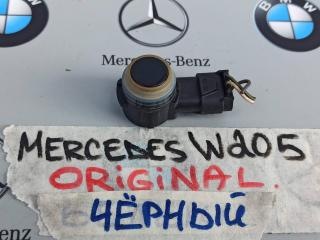 Mercedes-Benz
MERCEDES W205
ORIGINAL.
ЧЁРНЫЙ